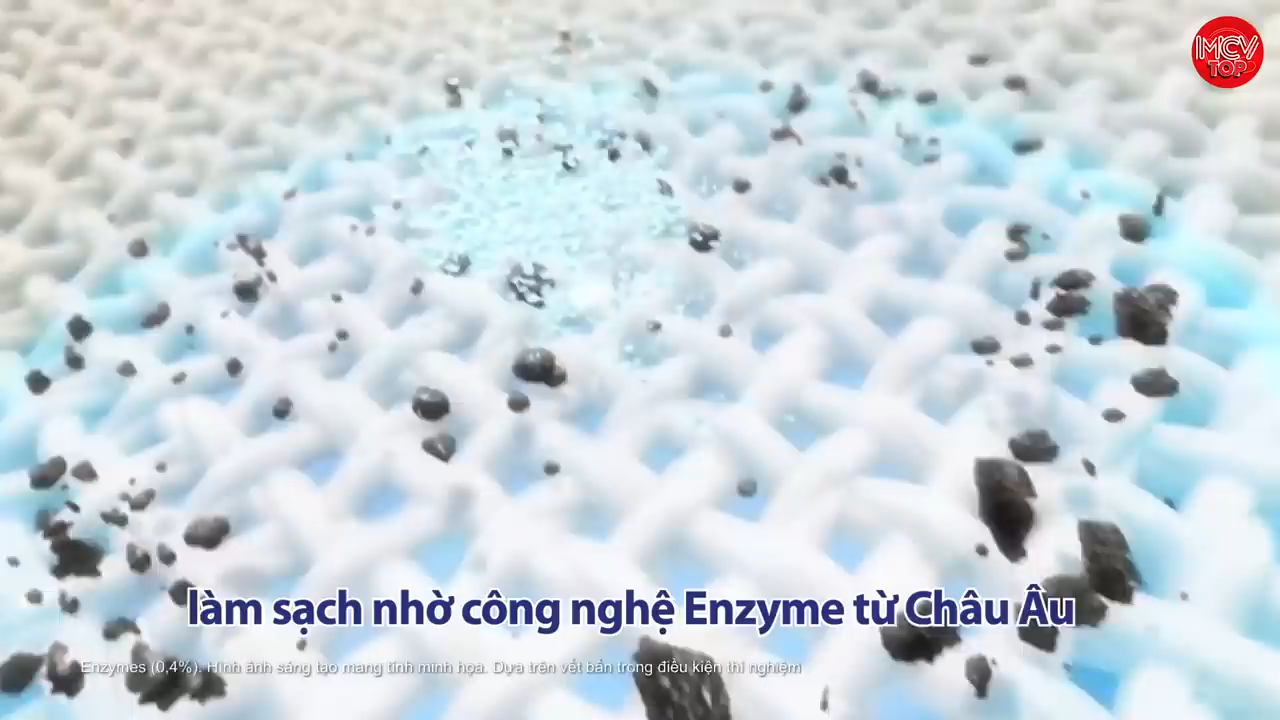 IMCV
TOP
làm sạch nhờ công nghệ Enzyme từ Châu Âu
Enzymes (0,4%). Hình ảnh sáng tạo mang tính minh họa. Dựa trên vết bẩn trong điều kiện thí nghiệm